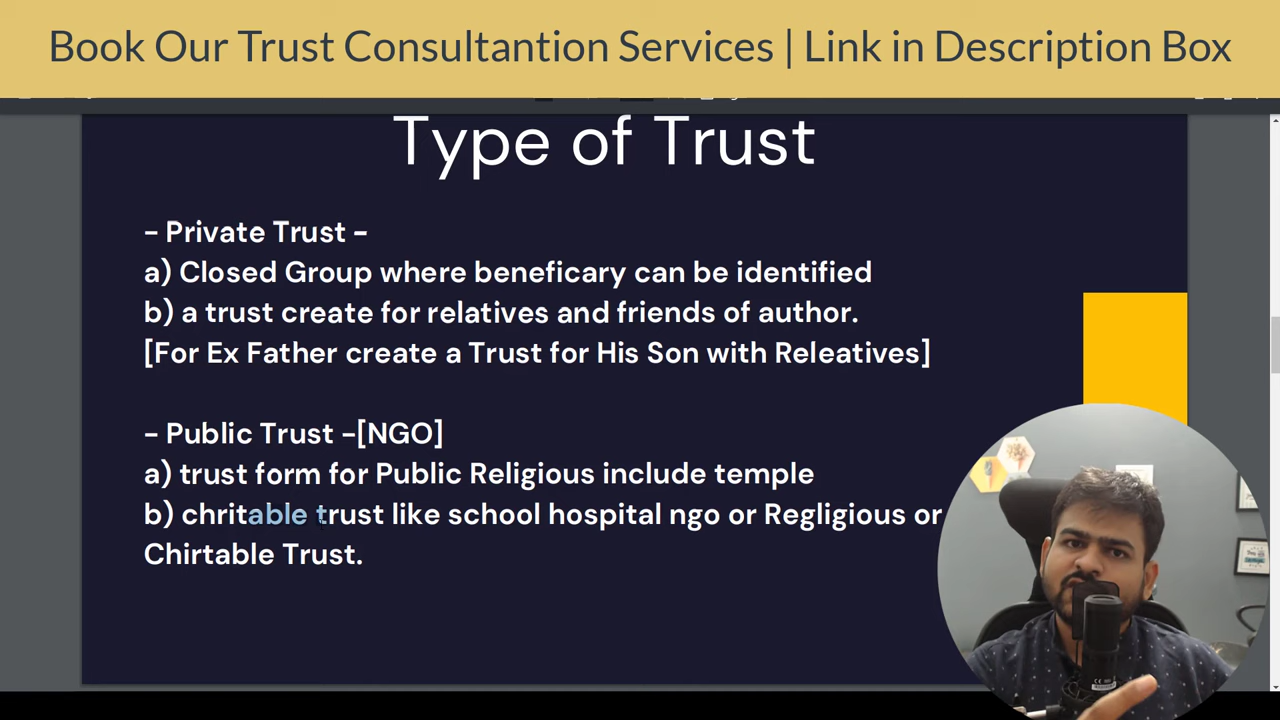 Book Our Trust Consultantion Services | Link in Description Box
Type of Trust
- Private Trust -
a) Closed Group where beneficary can be identified
b) a trust create for relatives and friends of author.
[For Ex Father create a Trust for His Son with Releatives]
- Public Trust -[NGO]
a) trust form for Public Religious include temple
b) chritable trust like school hospital ngo or Regligious or
Chirtable Trust.